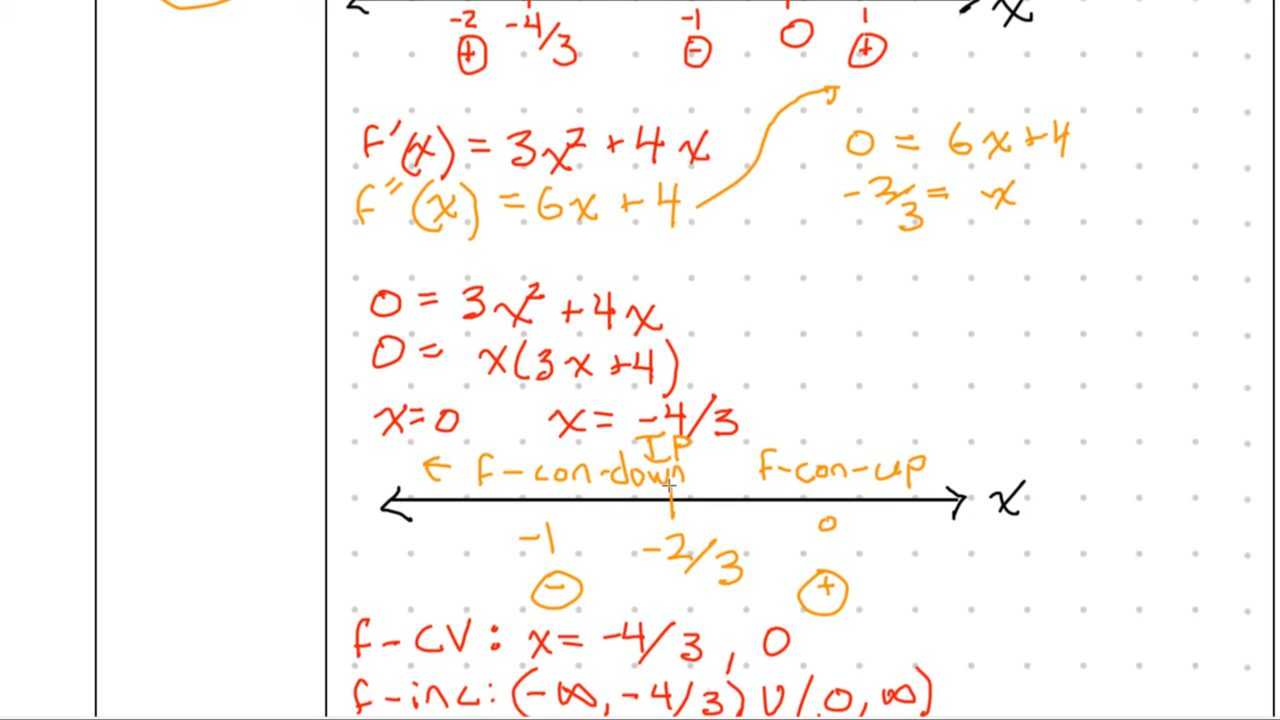 x
-2 -4/3 -1 0 1
+ - +
f'(x) = 3x² + 4x
0 = 6x+4
f''(x) = 6x + 4
-2/3 = x
0 = 3x² + 4x
0 = x(3x+4)
x=0 x= -4/3
IP
← f-con-down f-con-up
x
-1 -2/3 0
- +
f-CV: x= -4/3, 0
f-inc: (-∞, -4/3) U (0, ∞)